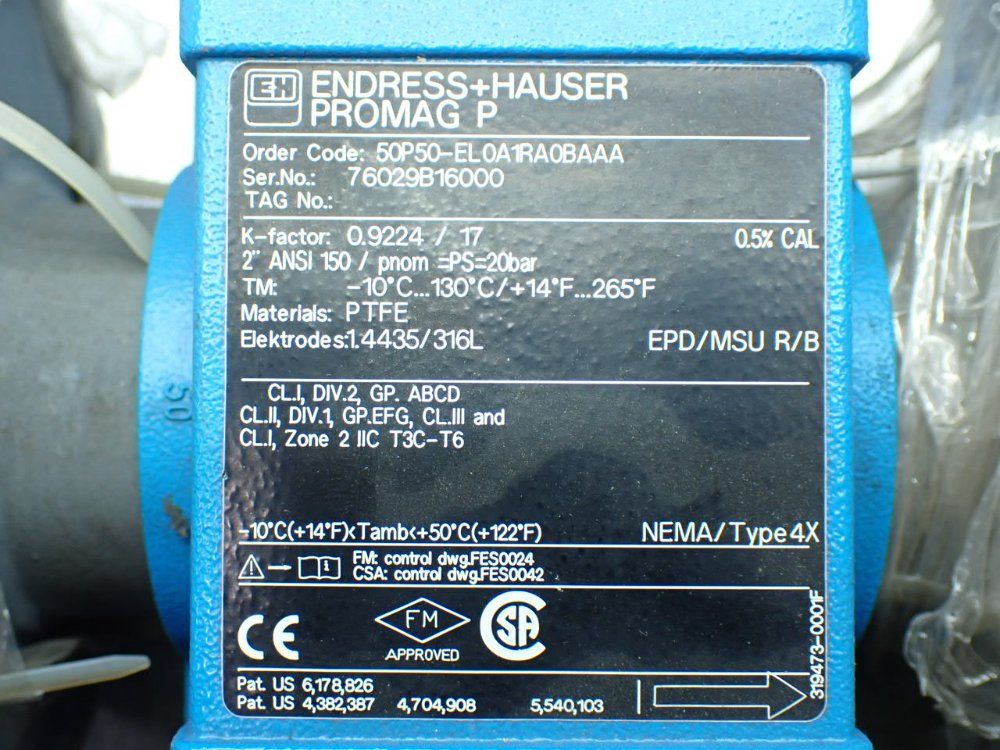 E+H ENDRESS+HAUSER
PROMAG P
Order Code: 50P50-EL0A1RA0BAAA
Ser.No.: 76029B16000
TAG No.:
K-factor: 0.9224 / 17 0.5% CAL
2" ANSI 150 / pnom =PS=20bar
TM: -10°C...130°C/+14°F...265°F
Materials: PTFE
Elektrodes:1.4435/316L EPD/MSU R/B
CL.I, DIV.2, GP. ABCD
CL.II, DIV.1, GP.EFG, CL.III and
CL.I, Zone 2 IIC T3C-T6
-10°C(+14°F)<Tamb<+50°C(+122°F) NEMA/Type 4X
FM: control dwg.FES0024
CSA: control dwg.FES0042
CE FM SA
APPROVED
Pat. US 6,178,826
Pat. US 4,382,387 4,704,908 5,540,103
319473-0001F
50